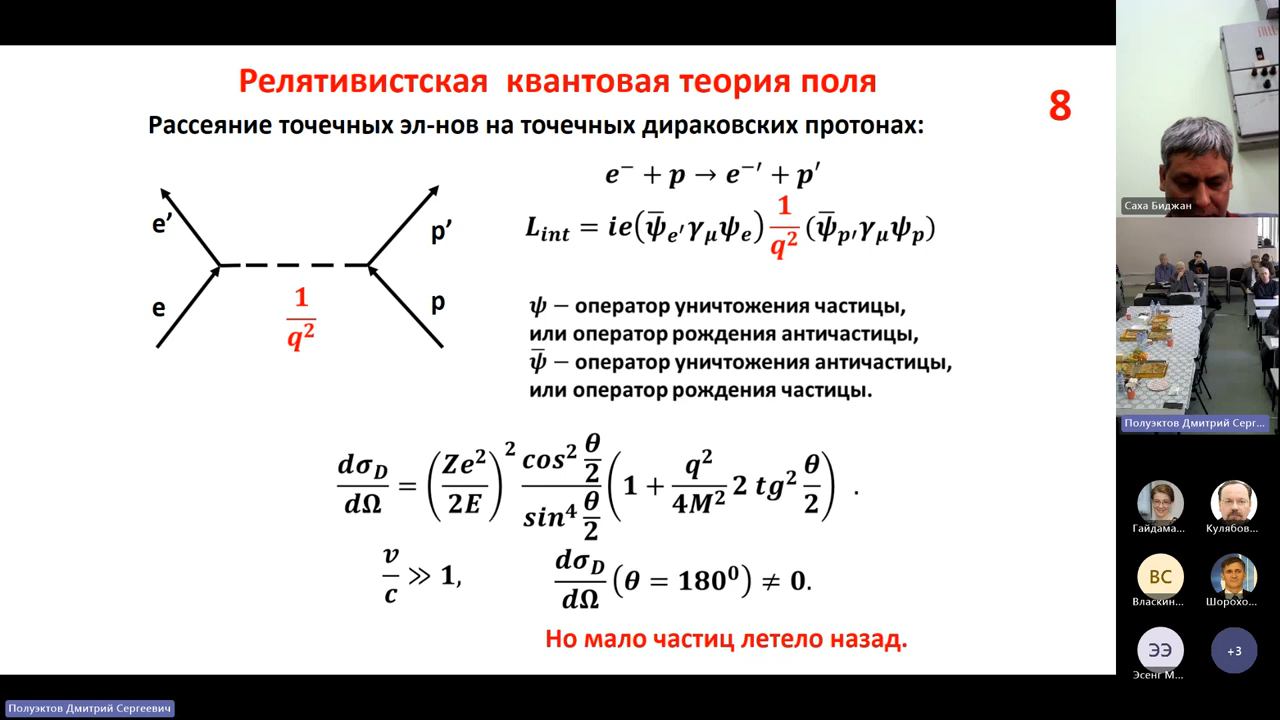 Релятивистская квантовая теория поля
8
Рассеяние точечных эл-нов на точечных дираковских протонах:
e⁻ + p → e⁻′ + p′
L_int = ie(ψ̄_e′ γ_μ ψ_e) 1/q² (ψ̄_p′ γ_μ ψ_p)
e’
p’
e
p
1/q²
ψ − оператор уничтожения частицы,
или оператор рождения античастицы,
ψ̄ − оператор уничтожения античастицы,
или оператор рождения частицы.
dσ_D/dΩ = (Ze²/2E)² cos² θ/2 / sin⁴ θ/2 (1 + q²/4M² 2 tg² θ/2) .
v/c ≫ 1, dσ_D/dΩ (θ = 180⁰) ≠ 0.
Но мало частиц летело назад.
Саха Биджан
Полуэктов Дмитрий Серг...
Гайдама...
Кулябов...
ВС
Власкин...
Шорохо...
ЭЭ
Эсенг М...
+3
Полуэктов Дмитрий Сергеевич